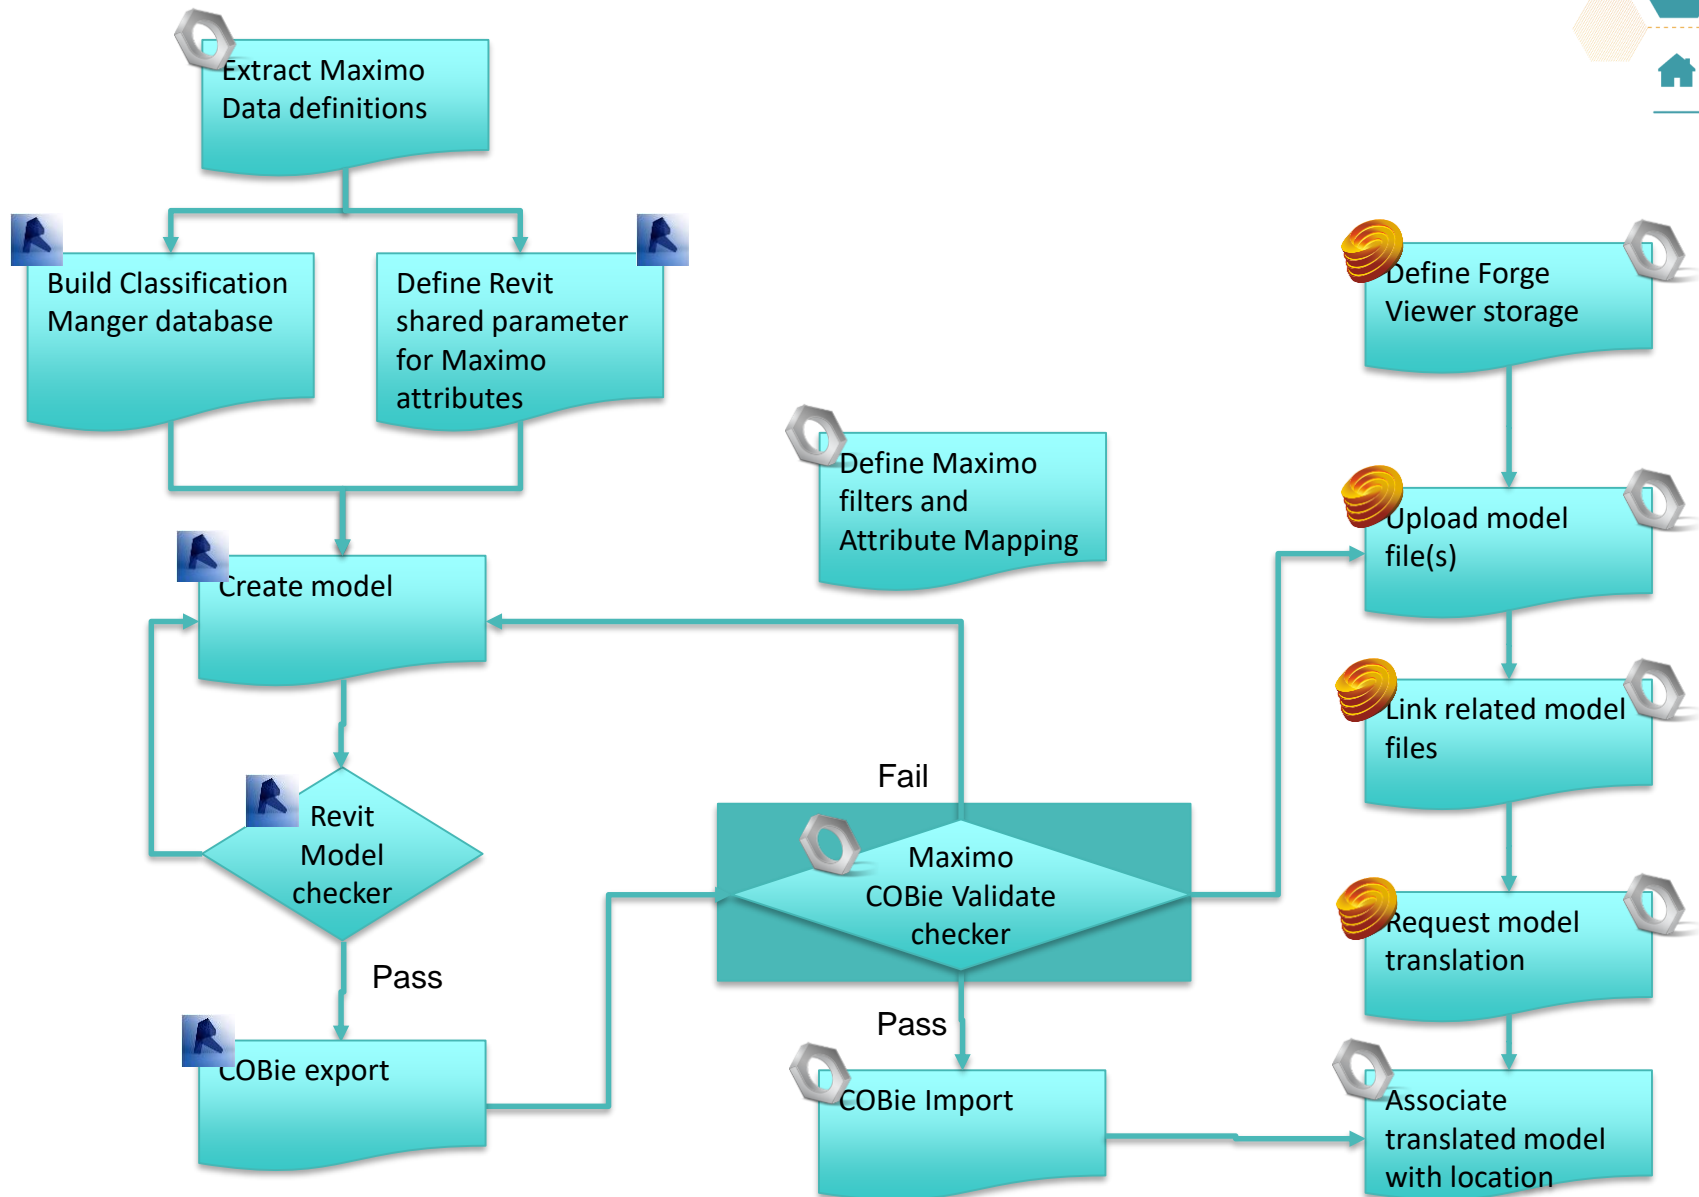 Extract Maximo
Data definitions
Build Classification
Manger database
Define Revit
shared parameter
for Maximo
attributes
Define Forge
Viewer storage
Define Maximo
filters and
Attribute Mapping
Upload model
file(s)
Create model
Link related model
files
Fail
Revit
Model
checker
Maximo
COBie Validate
checker
Request model
translation
Pass
Pass
COBie export
COBie Import
Associate
translated model
with location